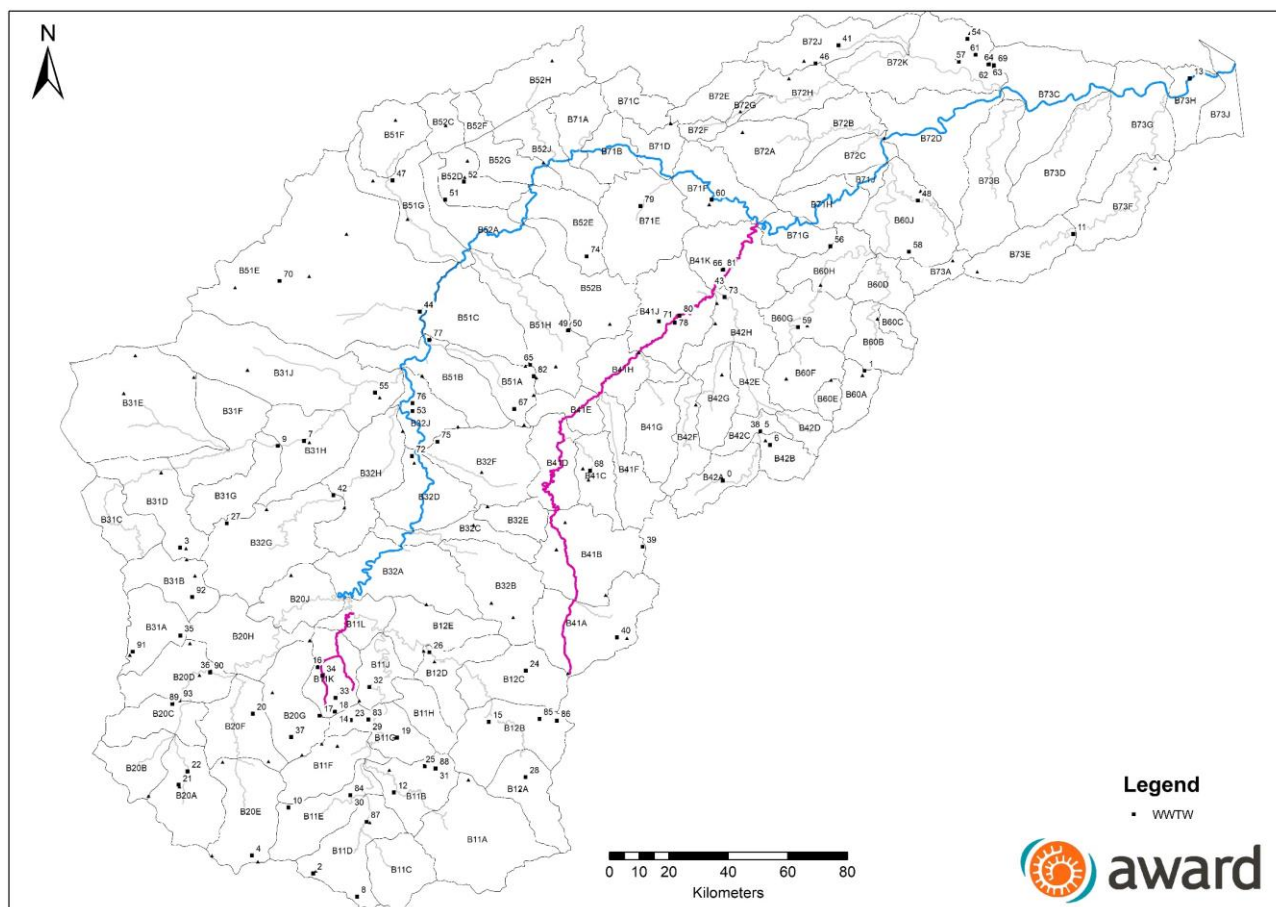 N
54
B72J
41
61
46
57
64
69
B72K
62
63
B52H
13
B72H
B73C
B73H
B71C
B72E
B72G
B73J
B52C
B52F
B71A
B72F
B72B
B73G
B51F
B72D
B52J
B71B
B71D
B72A
B52G
B72C
47
B52D
52
B71J
B73B
B73D
B71F
51
60
48
B51G
79
B71H
B73F
B71E
B60J
B52A
B52E
11
B71G
56
58
74
B73E
B41K
66
81
B60H
B73A
B51E
70
43
B60D
B52B
73
44
B41J
71
80
B51C
B51H
49
50
78
B60G
59
B60C
B42H
77
B60B
65
B41H
1
B31J
B51B
B51A
82
B60F
B42E
55
B60A
B31E
76
B42G
B60E
B31F
53
67
B41E
B32J
B42D
B41G
38
5
9
7
75
B42F
B42C
B31H
6
72
B32F
B41D
B42B
68
B31D
B32H
B41C
B41F
B42A
0
42
B31G
B32D
B31C
27
B32E
B32C
B32G
3
39
B41B
B32A
B31B
92
B20J
B32B
B41A
B31A
35
B11L
B12E
B20H
40
91
26
16
B11J
36
90
B12D
24
B20D
34
B11K
B12C
89
93
33
32
B20C
20
17
18
B11H
B20G
14
23
83
15
85
86
B20F
29
B12B
37
B11G
19
B20B
22
B11F
25
88
31
28
21
B20A
84
12
B12A
10
30
B11B
B20E
B11E
87
B11A
B11D
4
2
B11C
8
0 10 20 40 60 80
Kilometers
Legend
WWTW
award